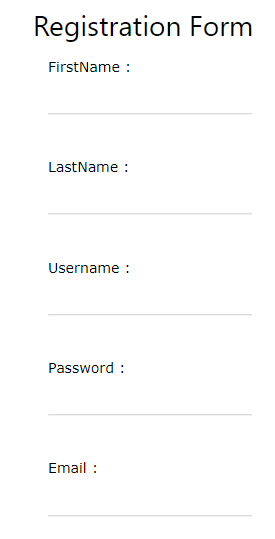 Registration Form
FirstName :
LastName :
Username :
Password :
Email :